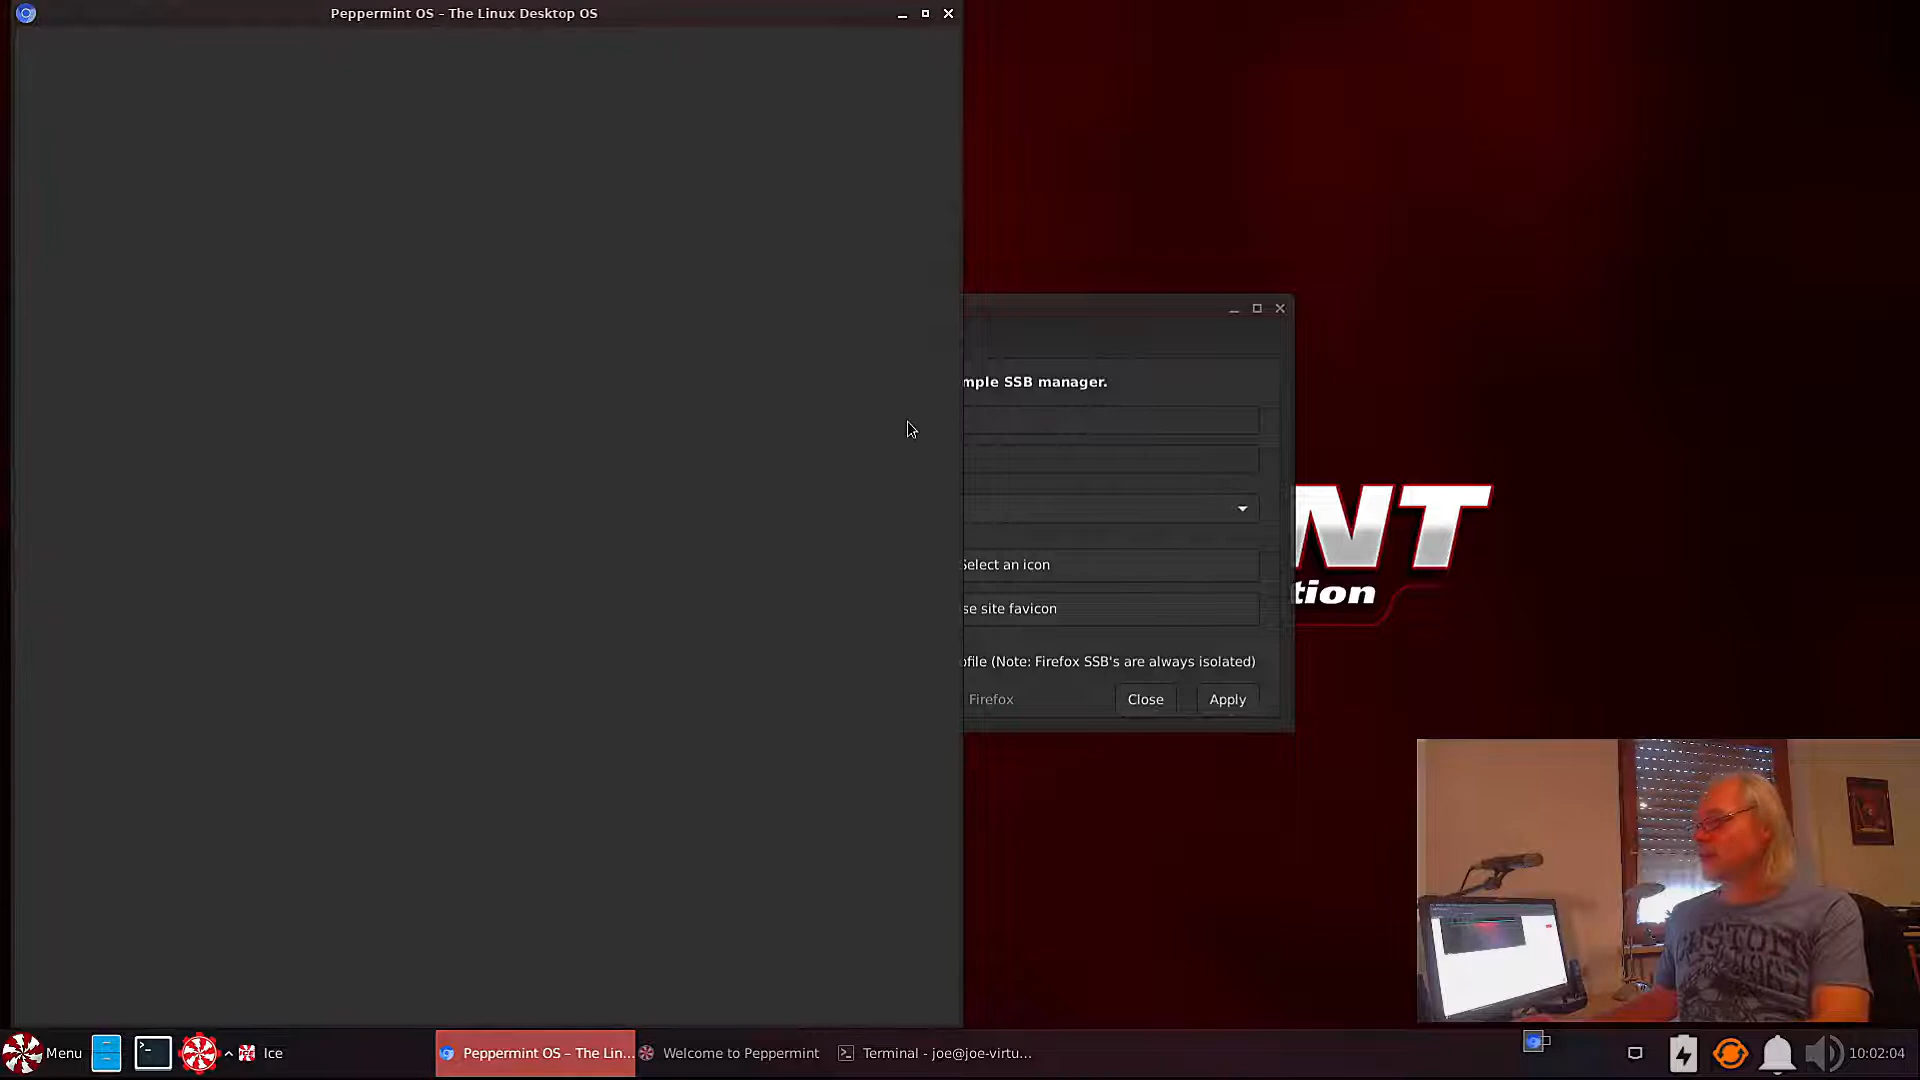 Peppermint OS – The Linux Desktop OS
mple SSB manager.
NT
tion
Select an icon
se site favicon
ofile (Note: Firefox SSB's are always isolated)
Firefox
Close
Apply
Menu
Ice
Peppermint OS – The Lin...
Welcome to Peppermint
Terminal - joe@joe-virtu...
10:02:04